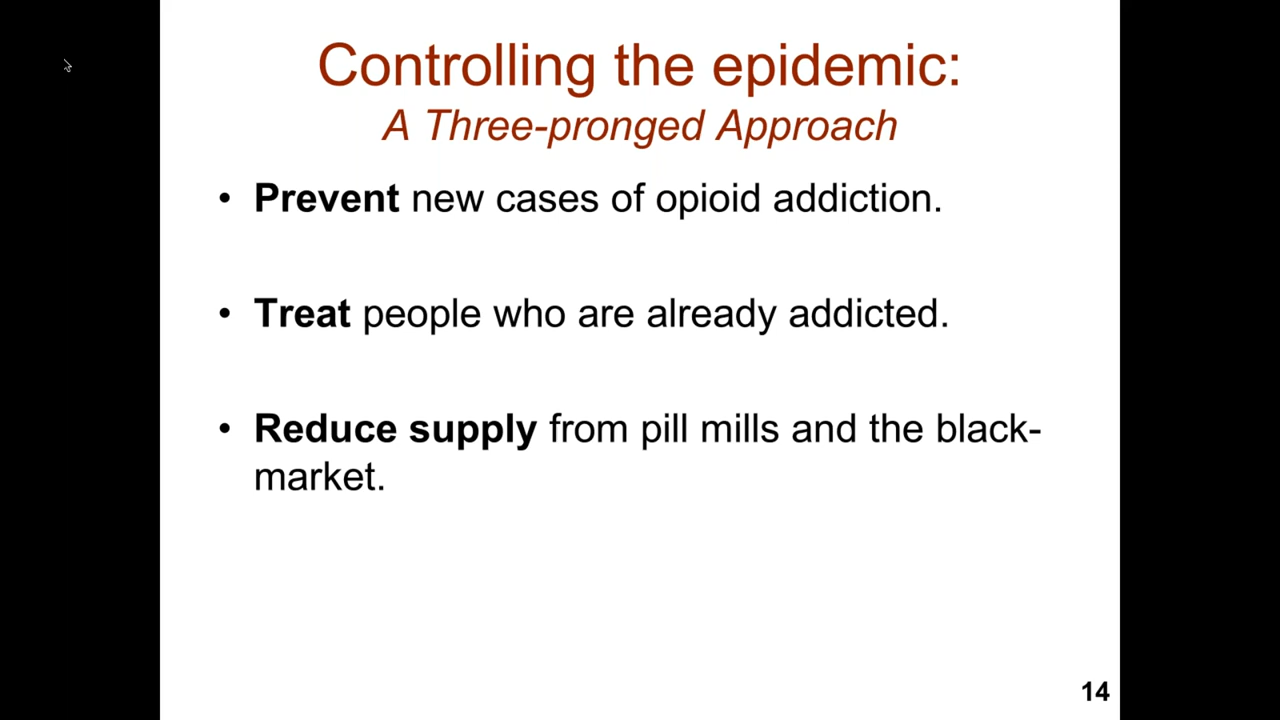 Controlling the epidemic:
A Three-pronged Approach
• Prevent new cases of opioid addiction.
• Treat people who are already addicted.
• Reduce supply from pill mills and the black-
market.
14